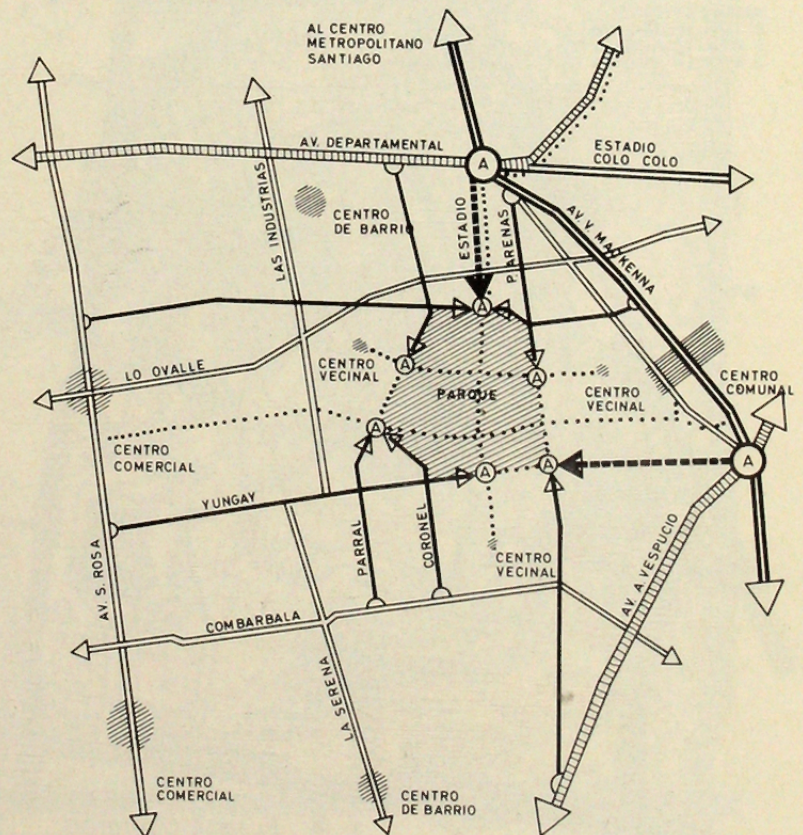 AL CENTRO
METROPOLITANO
SANTIAGO
AV. DEPARTAMENTAL
A
ESTADIO
COLO COLO
LAS INDUSTRIAS
CENTRO
DE BARRIO
ESTADIO
P. ARENAS
AV. V. MACKENNA
A
LO OVALLE
CENTRO
VECINAL
A
A
PARQUE
CENTRO
VECINAL
CENTRO
COMUNAL
A
CENTRO
COMERCIAL
A
A
A
YUNGAY
PARRAL
CORONEL
CENTRO
VECINAL
AV. S. ROSA
AV. A. VESPUCIO
COMBARBALA
LA SERENA
CENTRO
COMERCIAL
CENTRO
DE BARRIO